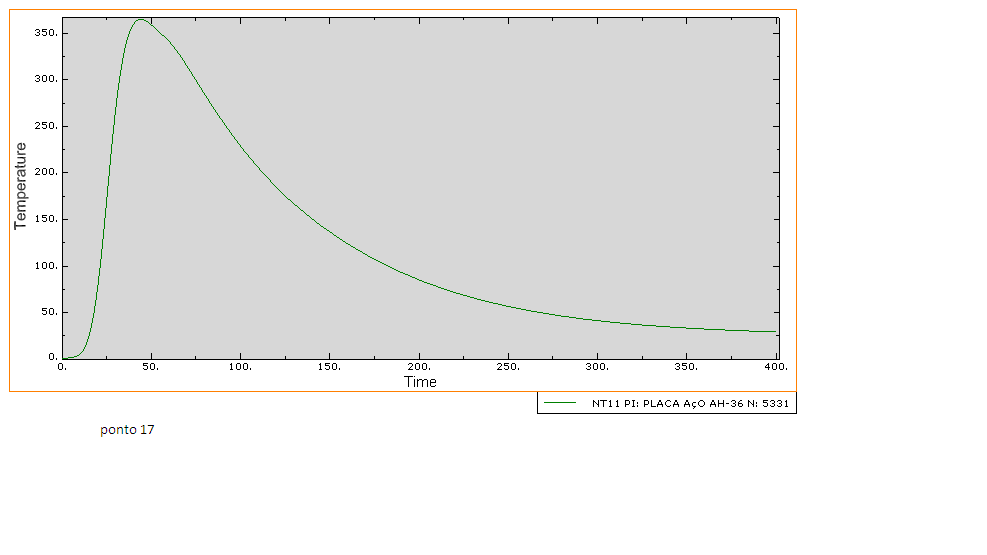 350.
300.
250.
200.
150.
100.
50.
0.
Temperature
0. 50. 100. 150. 200. 250. 300. 350. 400.
Time
NT11 PI: PLACA AçO AH-36 N: 5331
ponto 17